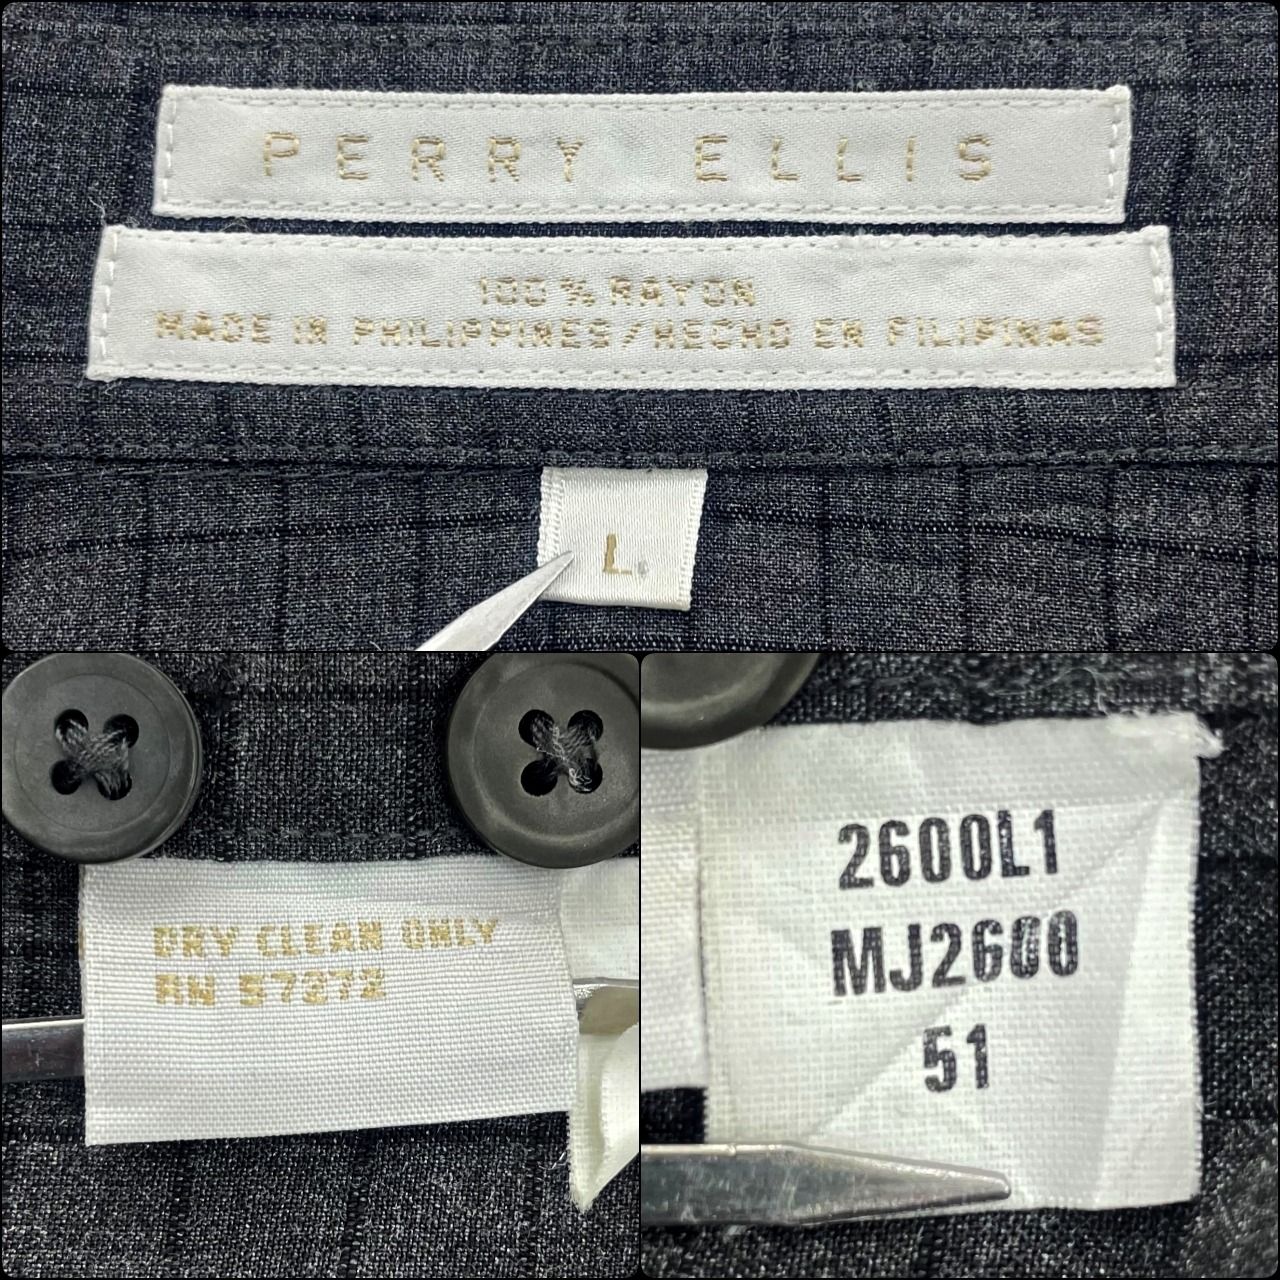 PERRY ELLIS
100% RAYON
MADE IN PHILIPPINES/HECHO EN FILIPINAS
L
DRY CLEAN ONLY
RN 57272
2600L1
MJ2600
51